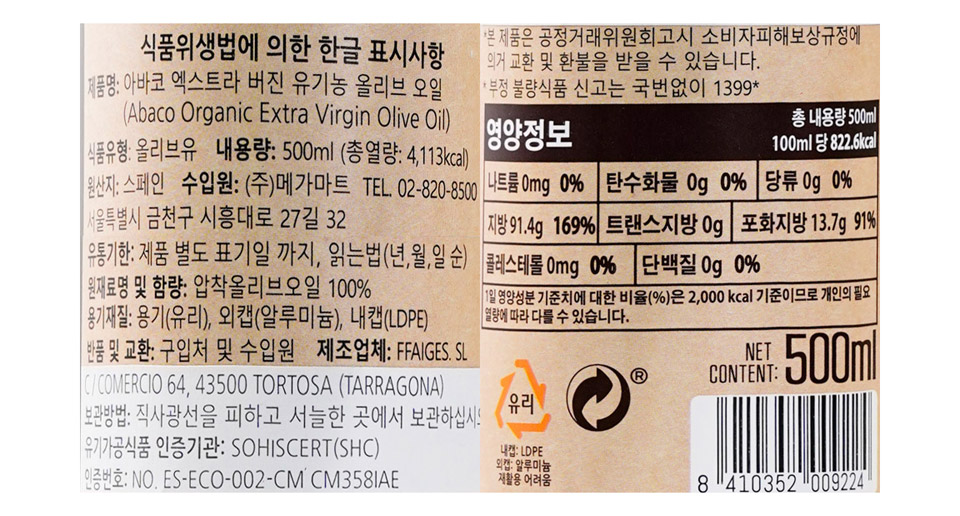 식품위생법에 의한 한글 표시사항
제품명: 아바코 엑스트라 버진 유기농 올리브 오일
(Abaco Organic Extra Virgin Olive Oil)
식품유형: 올리브유 내용량: 500ml (총열량: 4,113kcal)
원산지: 스페인 수입원: (주)메가마트 TEL. 02-820-8500
서울특별시 금천구 시흥대로 27길 32
유통기한: 제품 별도 표기일 까지, 읽는법(년,월,일 순)
원재료명 및 함량: 압착올리브오일 100%
용기재질: 용기(유리), 외캡(알루미늄), 내캡(LDPE)
반품 및 교환: 구입처 및 수입원 제조업체: FFAIGES. SL
C/ COMERCIO 64, 43500 TORTOSA (TARRAGONA)
보관방법: 직사광선을 피하고 서늘한 곳에서 보관하십시오
유기가공식품 인증기관: SOHISCERT(SHC)
인증번호: NO. ES-ECO-002-CM CM358IAE
*본 제품은 공정거래위원회고시 소비자피해보상규정에
의거 교환 및 환불을 받을 수 있습니다.
* 부정 불량식품 신고는 국번없이 1399*
영양정보
총 내용량 500ml
100ml 당 822.6kcal
나트륨 0mg 0% 탄수화물 0g 0% 당류 0g 0%
지방 91.4g 169% 트랜스지방 0g 포화지방 13.7g 91%
콜레스테롤 0mg 0% 단백질 0g 0%
1일 영양성분 기준치에 대한 비율(%)은 2,000 kcal 기준이므로 개인의 필요
열량에 따라 다를 수 있습니다.
NET
CONTENT: 500ml
유리
®
내캡: LDPE
외캡: 알루미늄
재활용 어려움
8 410352 009224